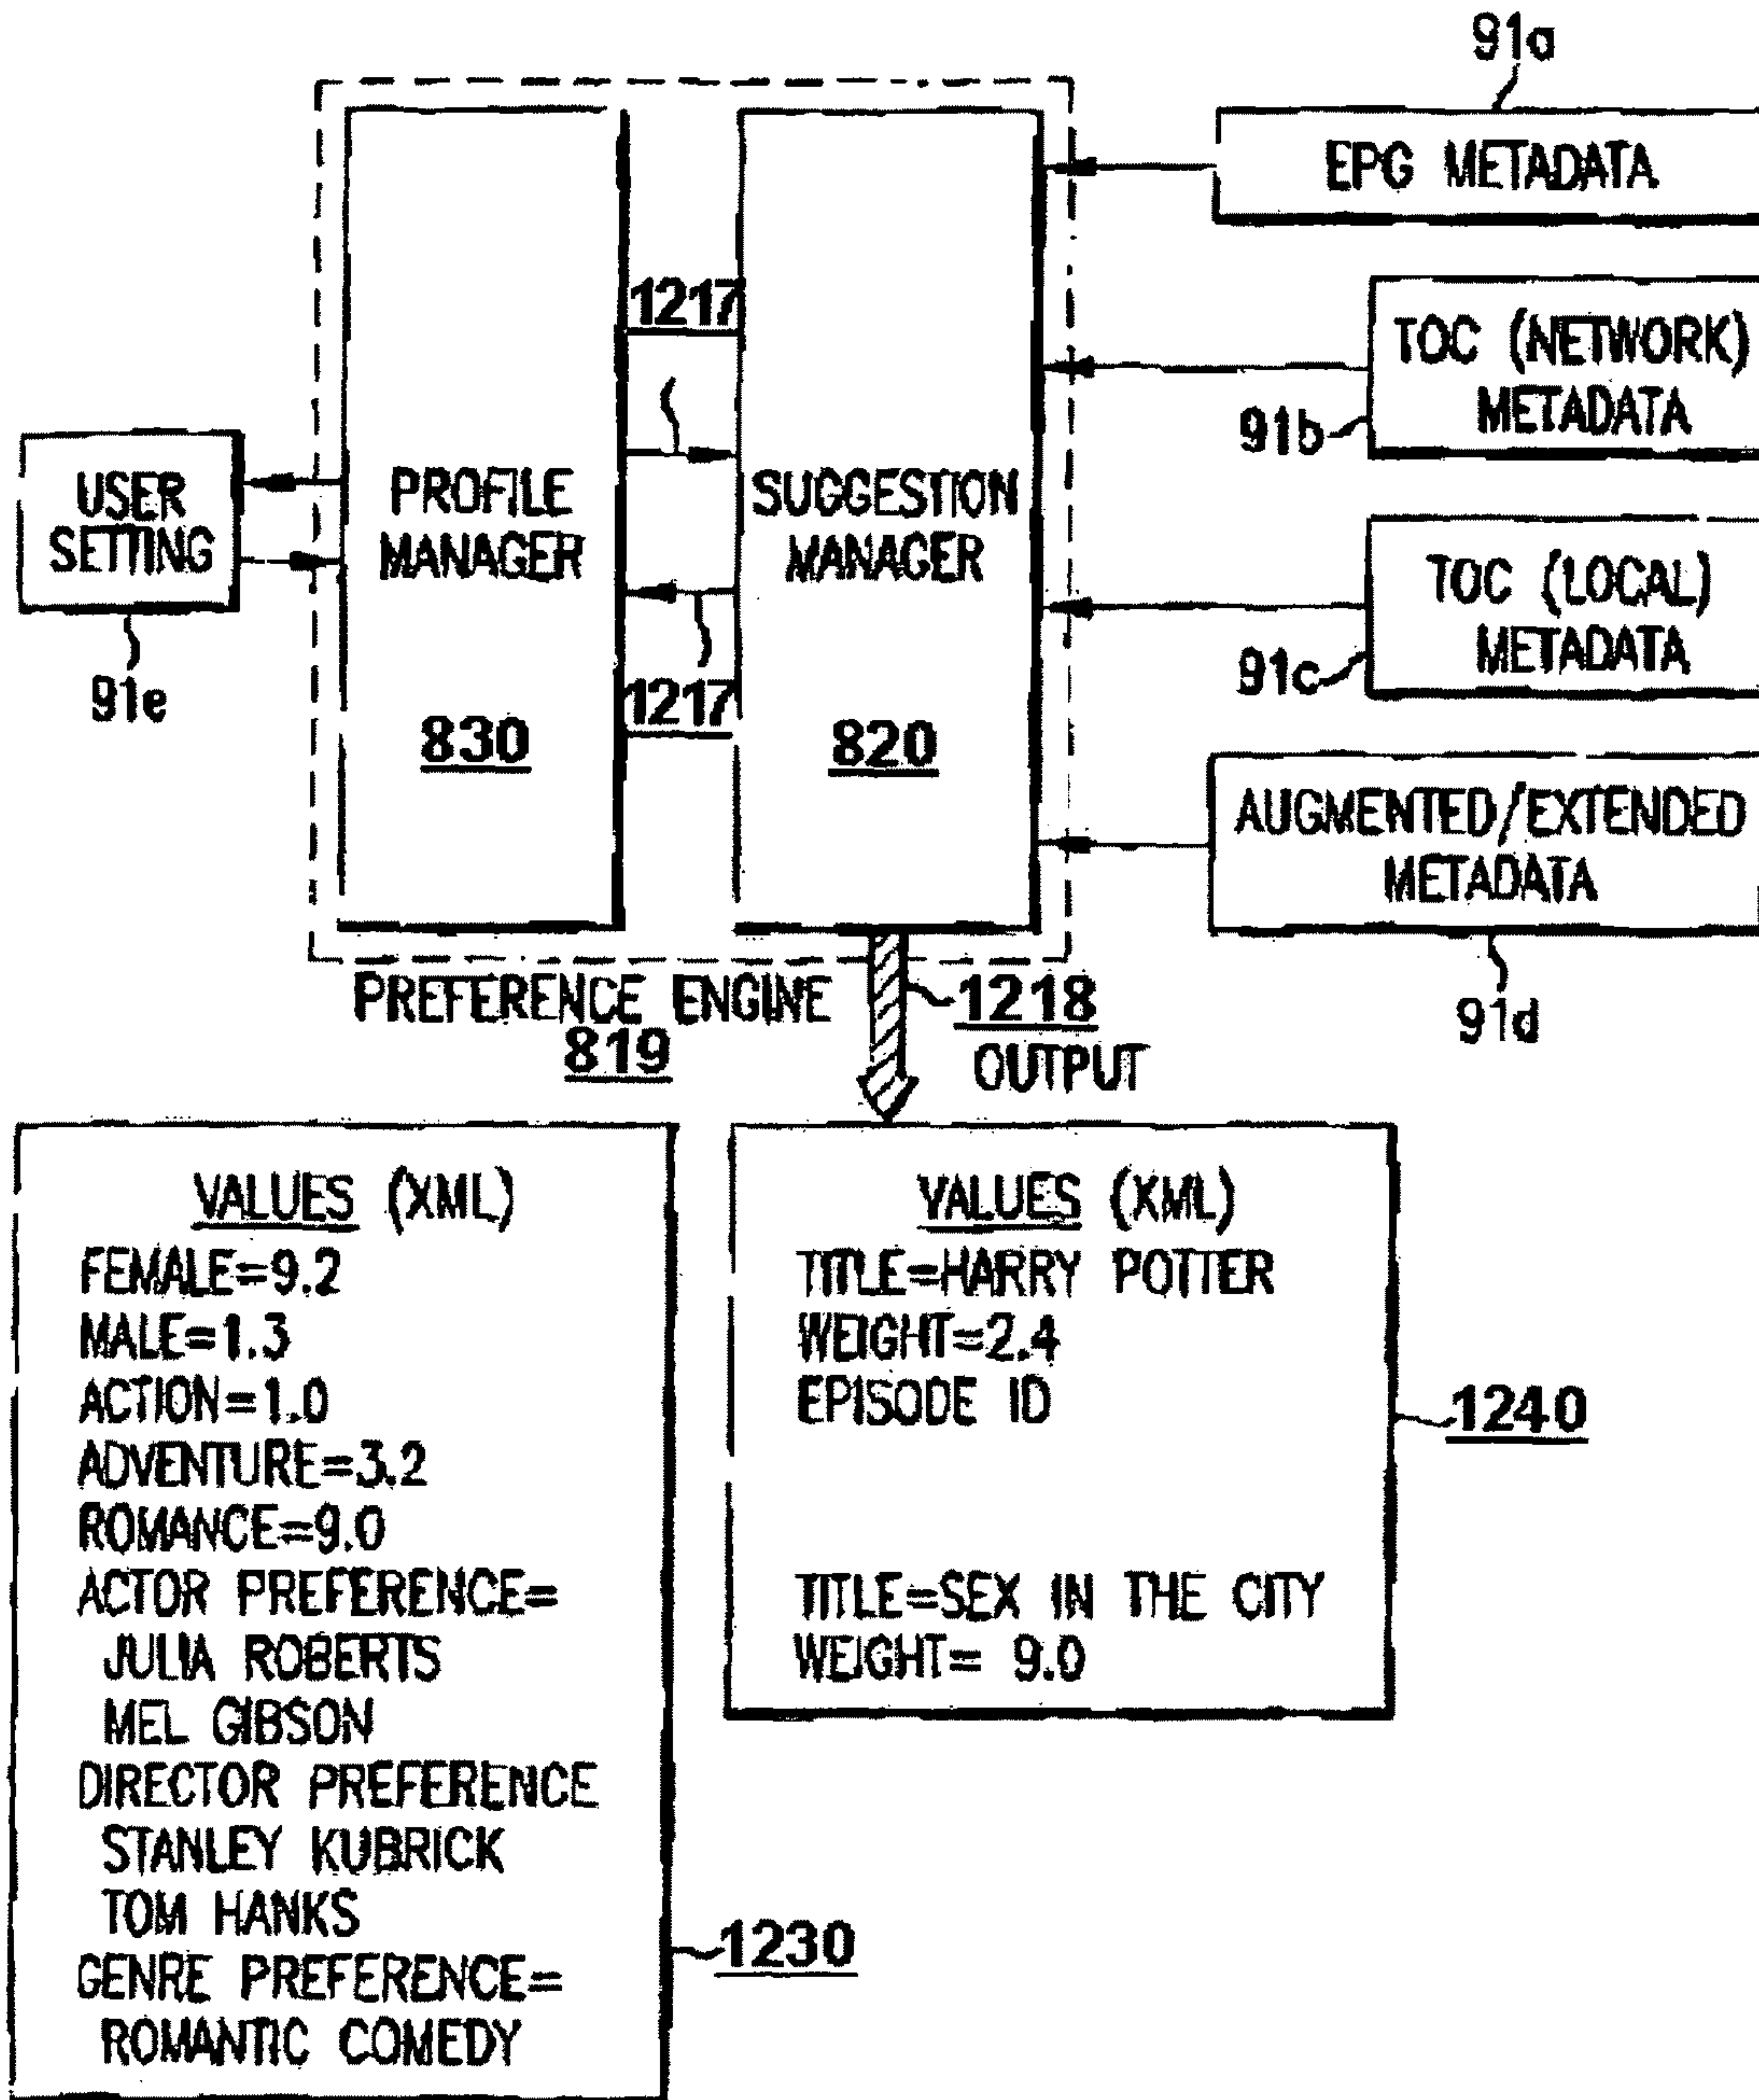 91a
EPG METADATA
1217
TOC (NETWORK)
METADATA
91b
USER
SETTING
91e
PROFILE
MANAGER
830
SUGGESTION
MANAGER
820
1217
TOC (LOCAL)
METADATA
91c
AUGMENTED/EXTENDED
METADATA
91d
PREFERENCE ENGINE
819
1218
OUTPUT
VALUES (XML)
FEMALE=9.2
MALE=1.3
ACTION=1.0
ADVENTURE=3.2
ROMANCE=9.0
ACTOR PREFERENCE=
JULIA ROBERTS
MEL GIBSON
DIRECTOR PREFERENCE
STANLEY KUBRICK
TOM HANKS
GENRE PREFERENCE=
ROMANTIC COMEDY
1230
VALUES (XML)
TITLE=HARRY POTTER
WEIGHT=2.4
EPISODE ID
TITLE=SEX IN THE CITY
WEIGHT= 9.0
1240